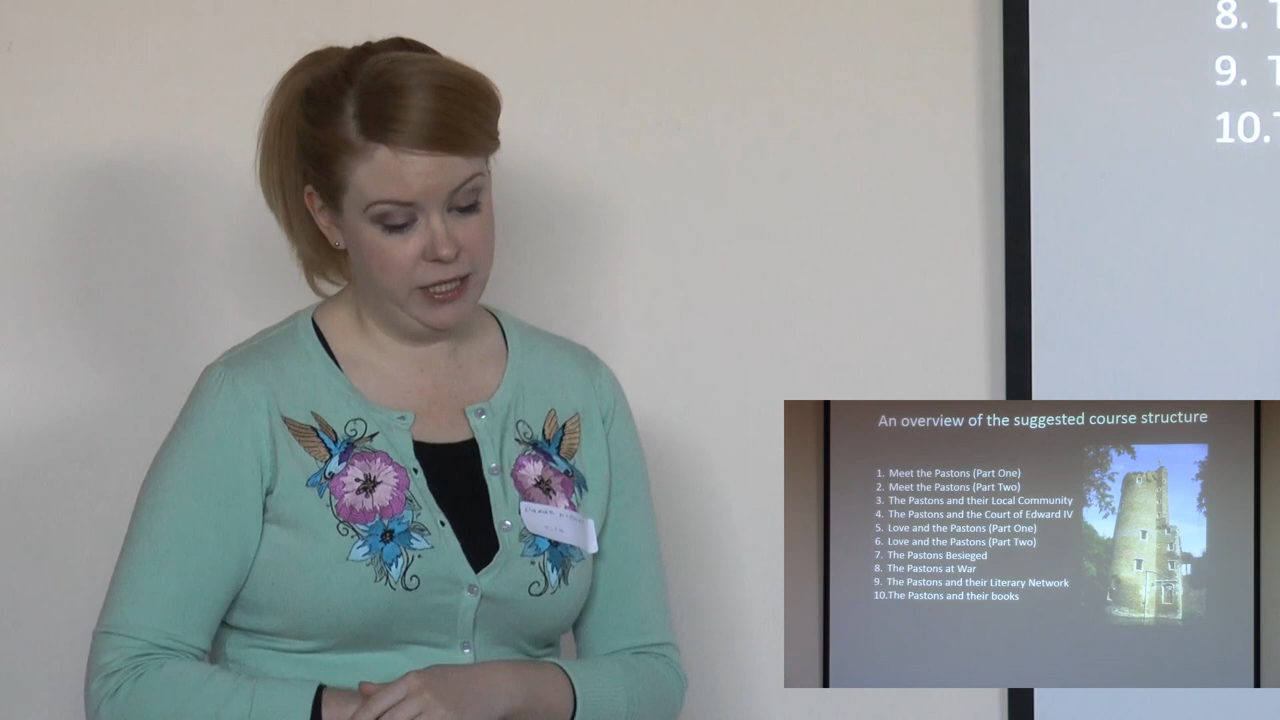 8. T
9. T
10.T
An overview of the suggested course structure
1. Meet the Pastons (Part One)
2. Meet the Pastons (Part Two)
3. The Pastons and their Local Community
4. The Pastons and the Court of Edward IV
5. Love and the Pastons (Part One)
6. Love and the Pastons (Part Two)
7. The Pastons Besieged
8. The Pastons at War
9. The Pastons and their Literary Network
10.The Pastons and their books